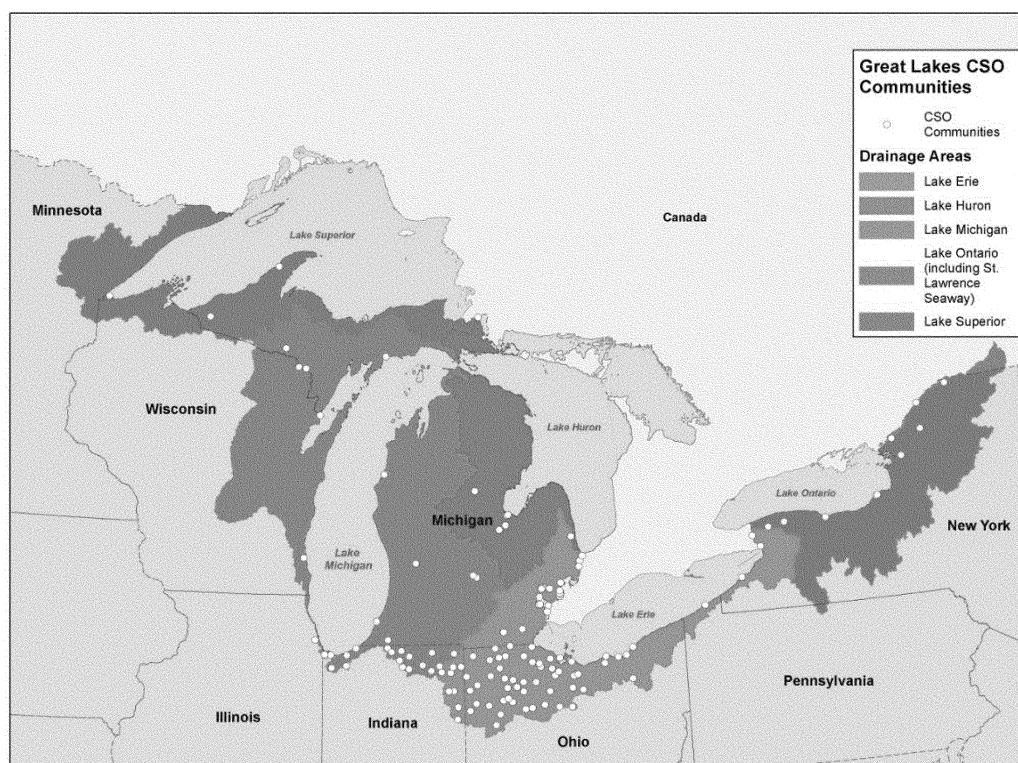 Great Lakes CSO
Communities
CSO
Communities
Drainage Areas
Lake Erie
Lake Huron
Lake Michigan
Lake Ontario
(including St.
Lawrence
Seaway)
Lake Superior
Minnesota
Canada
Lake Superior
Wisconsin
Lake Huron
Michigan
Lake Ontario
New York
Lake
Michigan
Lake Erie
Pennsylvania
Illinois
Indiana
Ohio